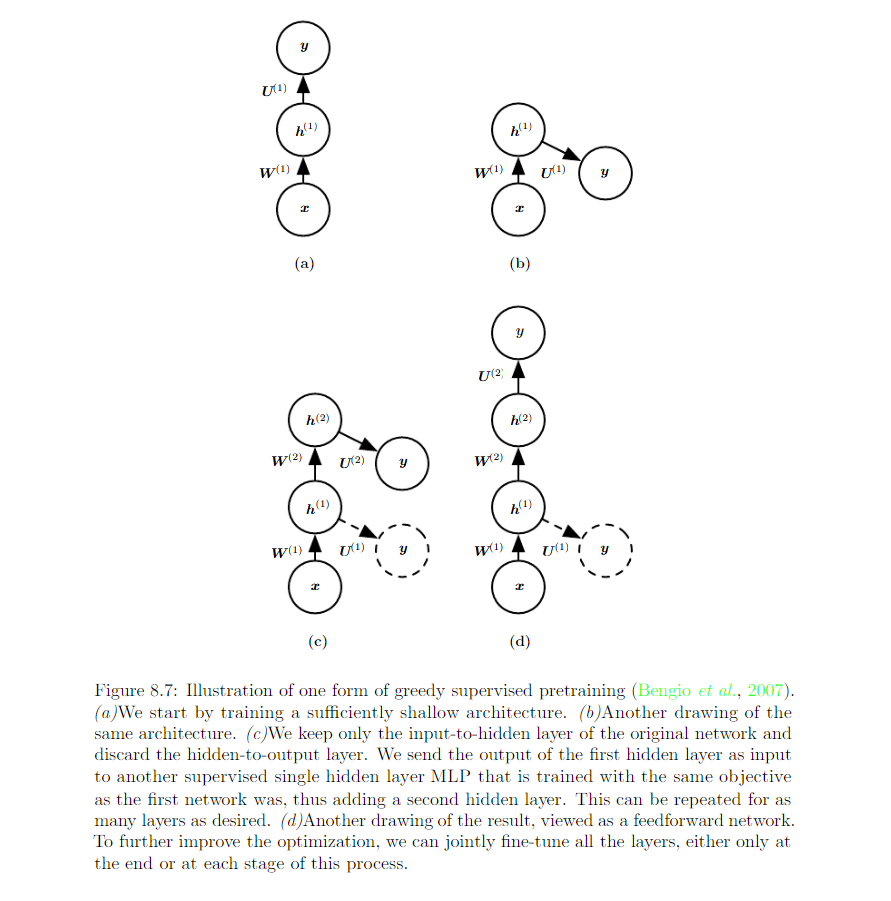 y
U(1)
h(1)
W(1)
x
(a)
h(1)
W(1) U(1) y
x
(b)
h(2)
W(2) U(2) y
h(1)
W(1) U(1) y
x
(c)
y
U(2)
h(2)
W(2)
h(1)
W(1) U(1) y
x
(d)
Figure 8.7: Illustration of one form of greedy supervised pretraining (Bengio et al., 2007).
(a)We start by training a sufficiently shallow architecture. (b)Another drawing of the
same architecture. (c)We keep only the input-to-hidden layer of the original network and
discard the hidden-to-output layer. We send the output of the first hidden layer as input
to another supervised single hidden layer MLP that is trained with the same objective
as the first network was, thus adding a second hidden layer. This can be repeated for as
many layers as desired. (d)Another drawing of the result, viewed as a feedforward network.
To further improve the optimization, we can jointly fine-tune all the layers, either only at
the end or at each stage of this process.